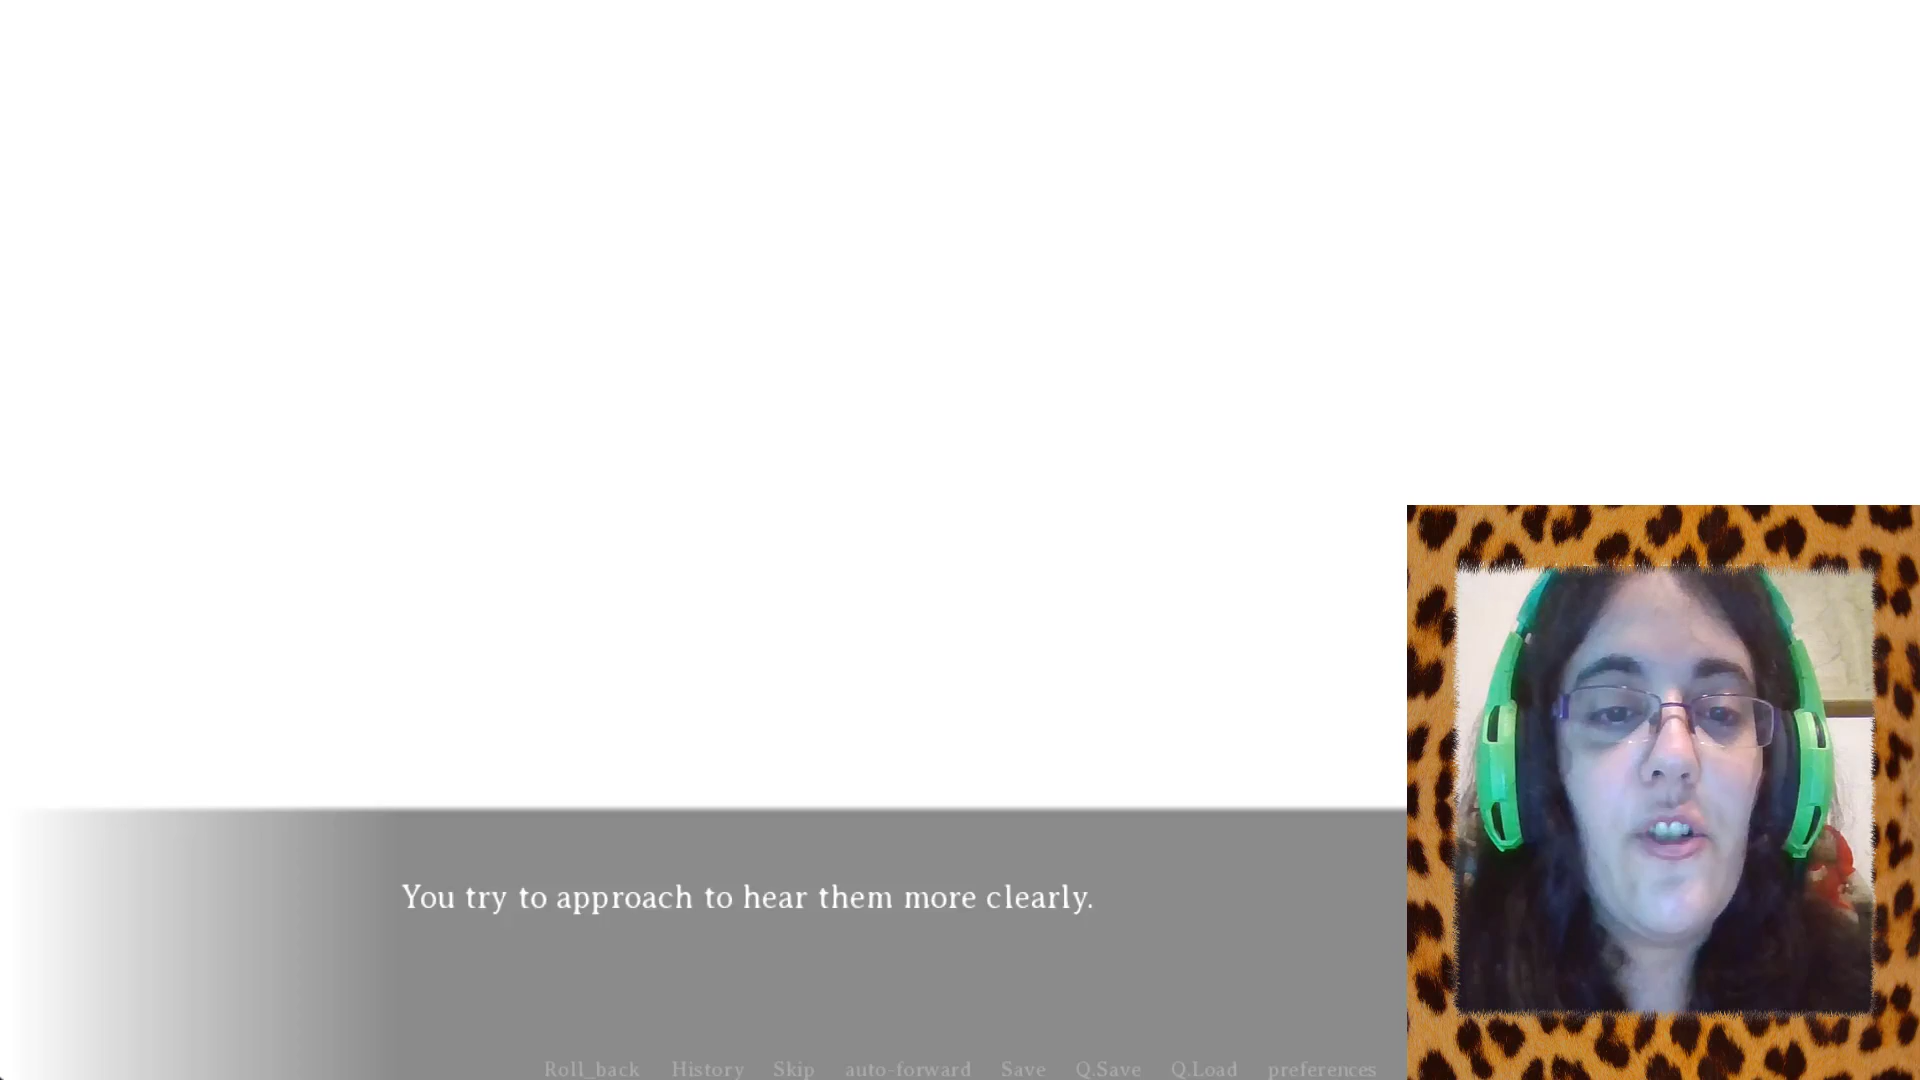 You try to approach to hear them more clearly.
Roll_back History Skip auto-forward Save Q.Save Q.Load preferences